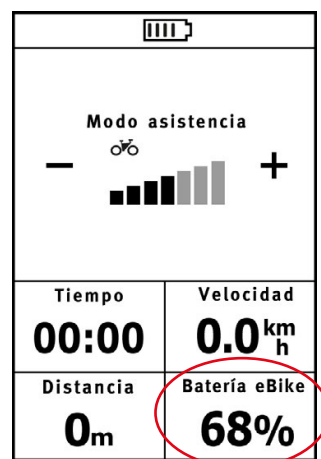 Modo asistencia
− +
Tiempo Velocidad
00:00 0.0 km/h
Distancia Batería eBike
0m 68%